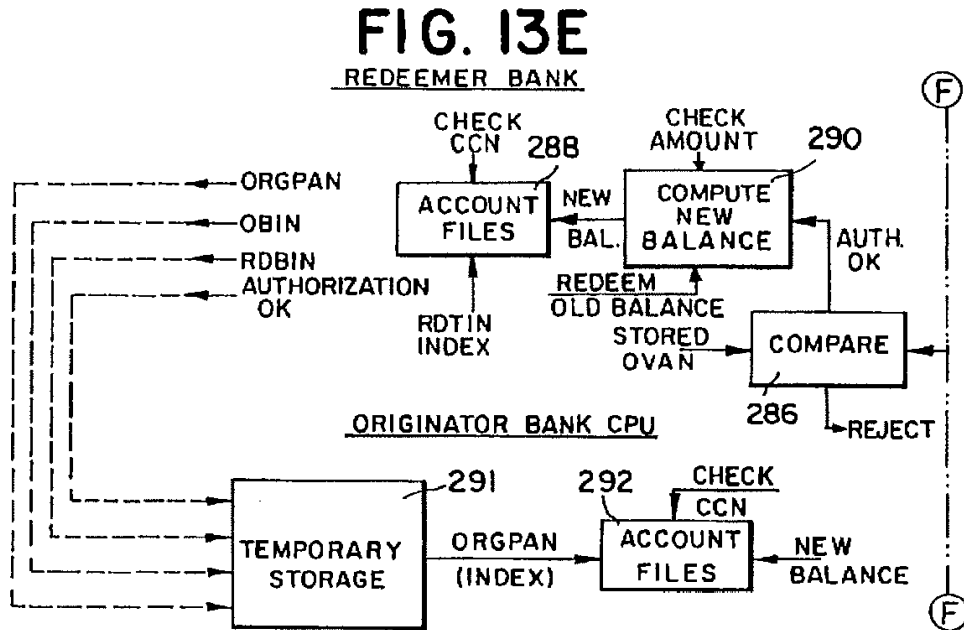 FIG. 13E
REDEEMER BANK
F
CHECK
CCN
288
CHECK
AMOUNT
290
ORGPAN
OBIN
RDBIN
AUTHORIZATION
OK
ACCOUNT
FILES
NEW
BAL.
COMPUTE
NEW
BALANCE
AUTH.
OK
RDTIN
INDEX
REDEEM
OLD BALANCE
STORED
OVAN
COMPARE
286
REJECT
ORIGINATOR BANK CPU
291
TEMPORARY
STORAGE
ORGPAN
(INDEX)
292
CHECK
CCN
ACCOUNT
FILES
NEW
BALANCE
F